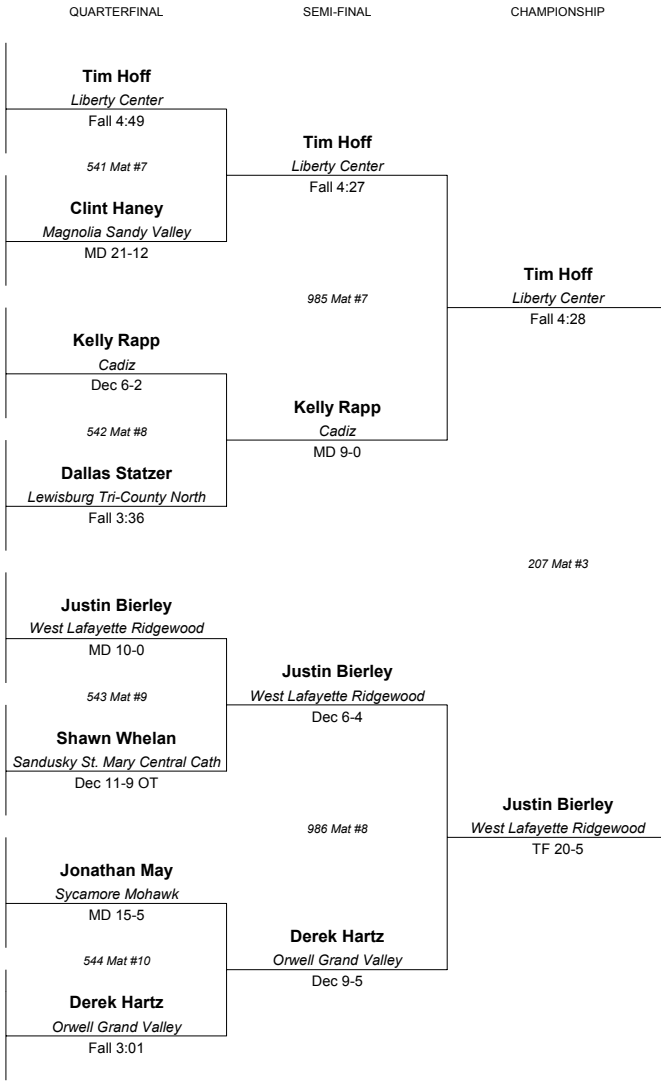 QUARTERFINAL SEMI-FINAL CHAMPIONSHIP
Tim Hoff
Liberty Center
Fall 4:49
541 Mat #7
Clint Haney
Magnolia Sandy Valley
MD 21-12
Kelly Rapp
Cadiz
Dec 6-2
542 Mat #8
Dallas Statzer
Lewisburg Tri-County North
Fall 3:36
Justin Bierley
West Lafayette Ridgewood
MD 10-0
543 Mat #9
Shawn Whelan
Sandusky St. Mary Central Cath
Dec 11-9 OT
Jonathan May
Sycamore Mohawk
MD 15-5
544 Mat #10
Derek Hartz
Orwell Grand Valley
Fall 3:01
Tim Hoff
Liberty Center
Fall 4:27
985 Mat #7
Kelly Rapp
Cadiz
MD 9-0
Justin Bierley
West Lafayette Ridgewood
Dec 6-4
986 Mat #8
Derek Hartz
Orwell Grand Valley
Dec 9-5
Tim Hoff
Liberty Center
Fall 4:28
207 Mat #3
Justin Bierley
West Lafayette Ridgewood
TF 20-5